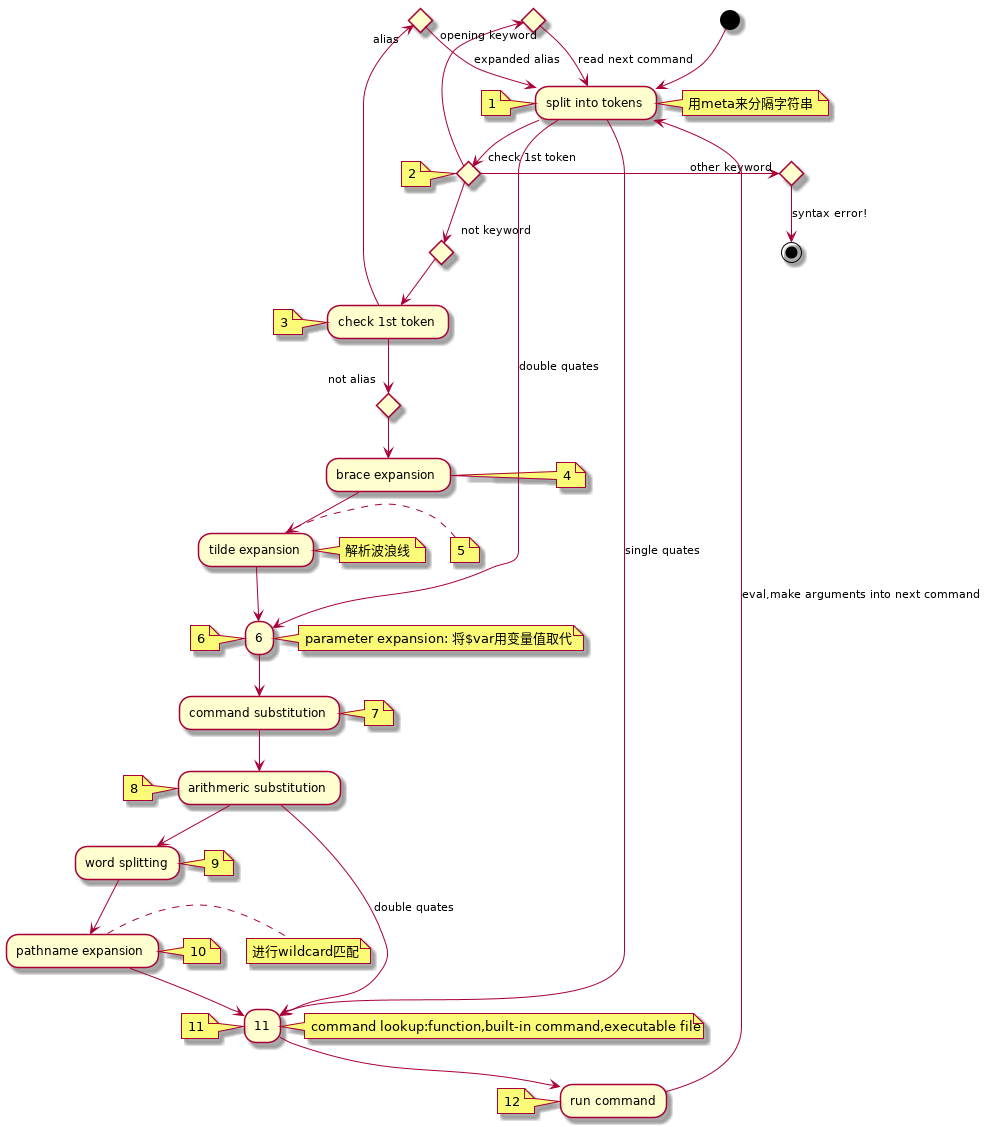 alias
opening keyword
expanded alias
read next command
1
split into tokens
用meta来分隔字符串
check 1st token
2
other keyword
syntax error!
not keyword
3
check 1st token
double quates
not alias
brace expansion
4
tilde expansion
解析波浪线
5
single quates
eval,make arguments into next command
6
6
parameter expansion: 将$var用变量值取代
command substitution
7
8
arithmeric substitution
word splitting
9
double quates
pathname expansion
10
进行wildcard匹配
11
11
command lookup:function,built-in command,executable file
12
run command